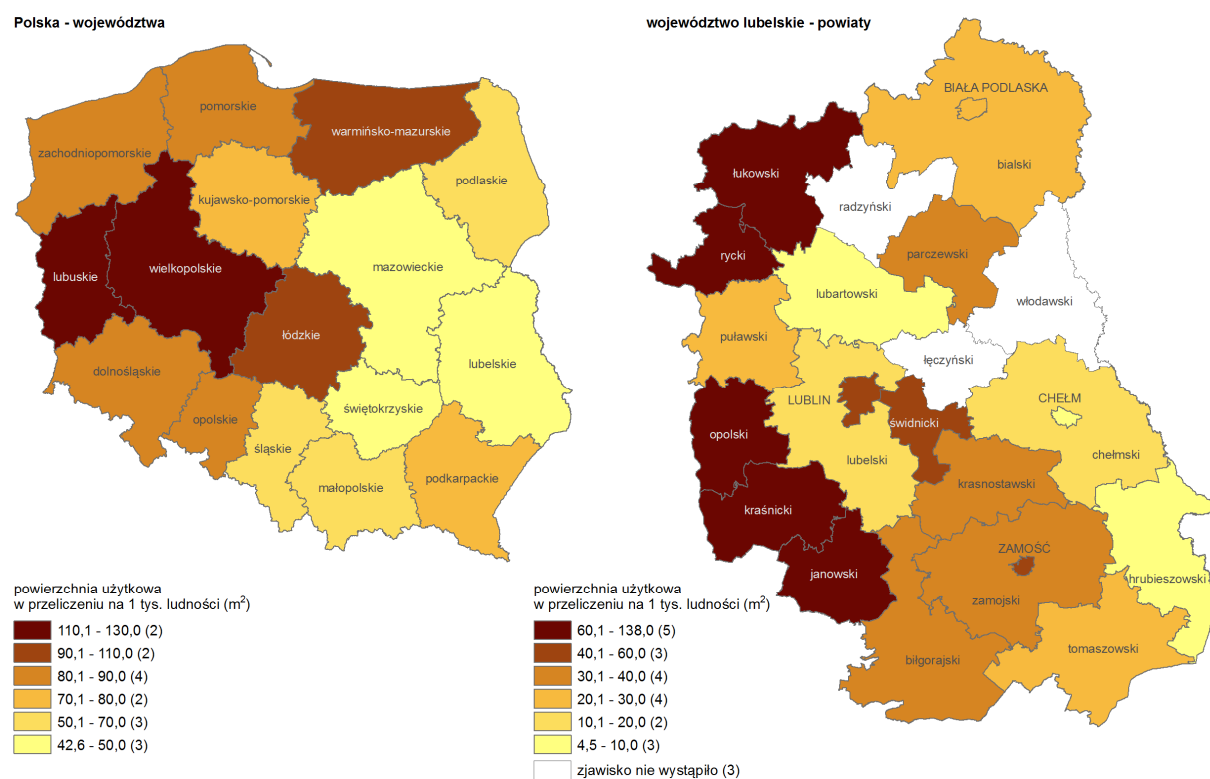 Polska - województwa
pomorskie
warmińsko-mazurskie
zachodniopomorskie
podlaskie
kujawsko-pomorskie
wielkopolskie
mazowieckie
lubuskie
łódzkie
lubelskie
dolnośląskie
świętokrzyskie
opolskie
śląskie
podkarpackie
małopolskie
powierzchnia użytkowa
w przeliczeniu na 1 tys. ludności (m²)
110,1 - 130,0 (2)
90,1 - 110,0 (2)
80,1 - 90,0 (4)
70,1 - 80,0 (2)
50,1 - 70,0 (3)
42,6 - 50,0 (3)
województwo lubelskie - powiaty
BIAŁA PODLASKA
bialski
łukowski
radzyński
rycki
parczewski
lubartowski
włodawski
puławski
łęczyński
LUBLIN
CHEŁM
opolski
świdnicki
lubelski
chełmski
krasnostawski
kraśnicki
ZAMOŚĆ
janowski
hrubieszowski
zamojski
tomaszowski
biłgorajski
powierzchnia użytkowa
w przeliczeniu na 1 tys. ludności (m²)
60,1 - 138,0 (5)
40,1 - 60,0 (3)
30,1 - 40,0 (4)
20,1 - 30,0 (4)
10,1 - 20,0 (2)
4,5 - 10,0 (3)
zjawisko nie wystąpiło (3)